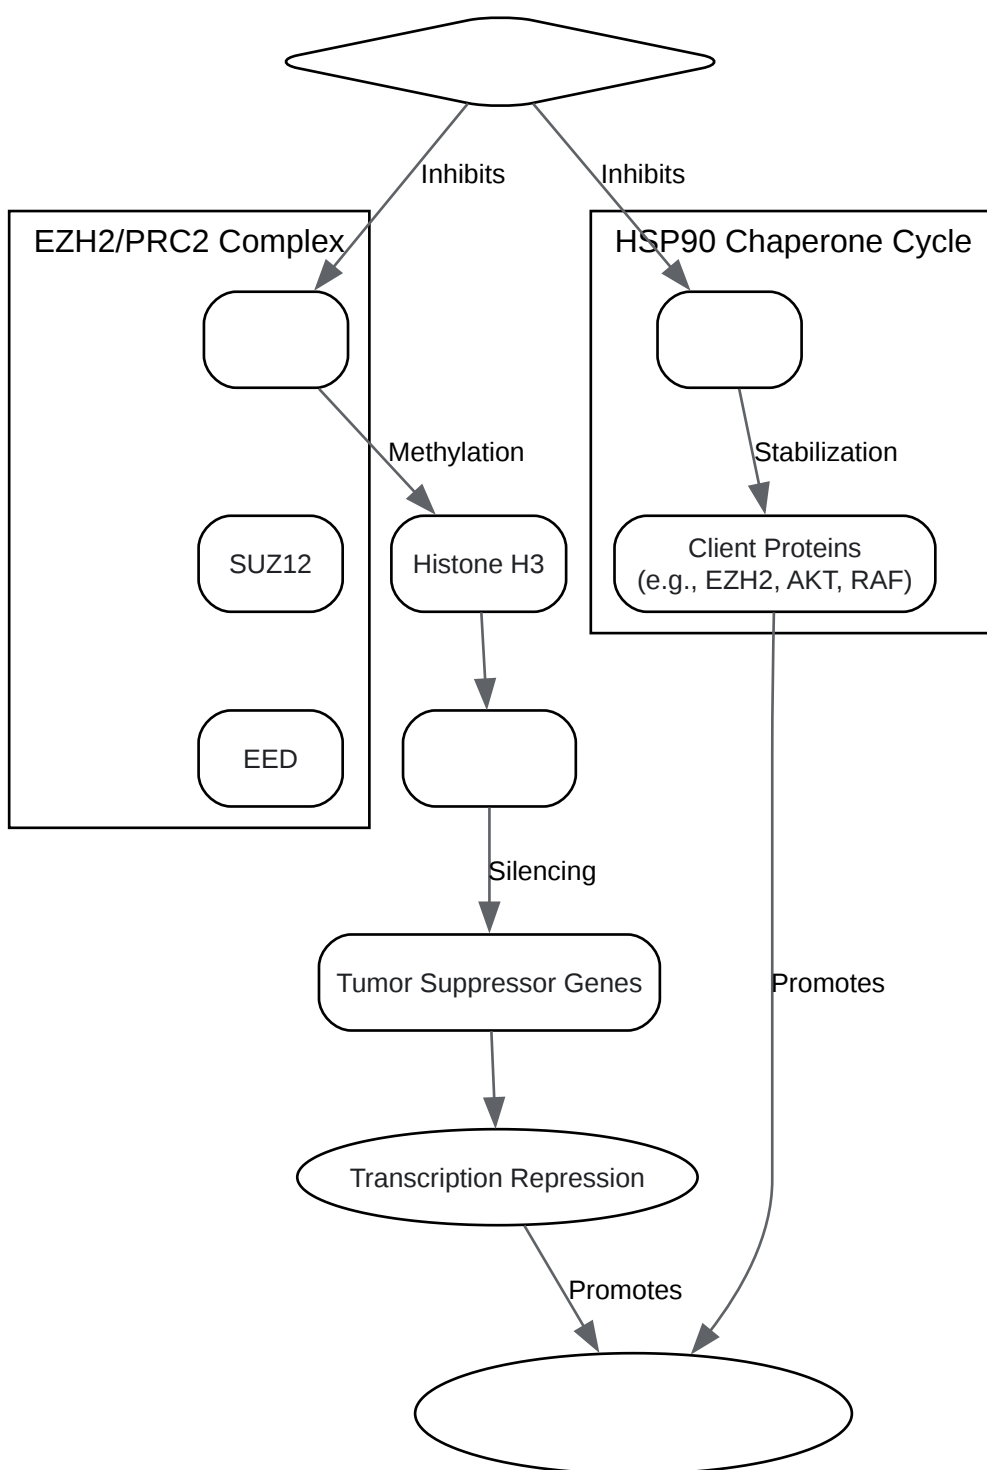 Inhibits
Inhibits
EZH2/PRC2 Complex
HSP90 Chaperone Cycle
Methylation
Stabilization
SUZ12
Histone H3
Client Proteins
(e.g., EZH2, AKT, RAF)
EED
Silencing
Tumor Suppressor Genes
Promotes
Transcription Repression
Promotes